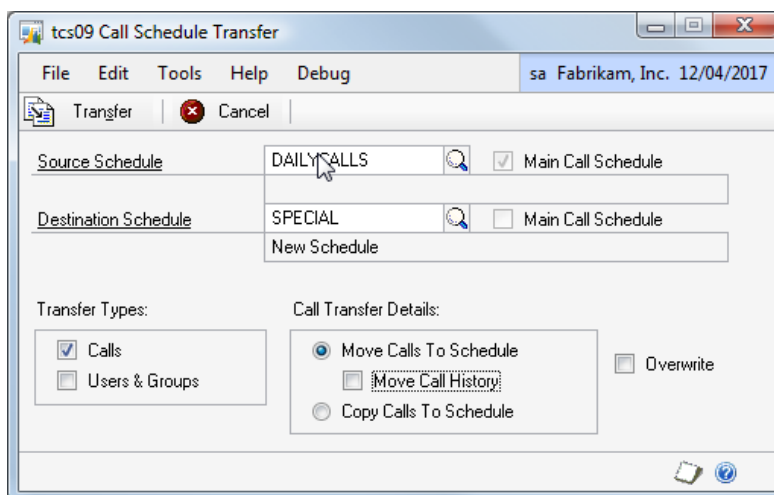 tcs09 Call Schedule Transfer
File Edit Tools Help Debug sa Fabrikam, Inc. 12/04/2017
Transfer Cancel
Source Schedule DAILYCALLS Main Call Schedule
Destination Schedule SPECIAL Main Call Schedule
New Schedule
Transfer Types: Call Transfer Details:
Calls Move Calls To Schedule Overwrite
Users & Groups Move Call History
Copy Calls To Schedule